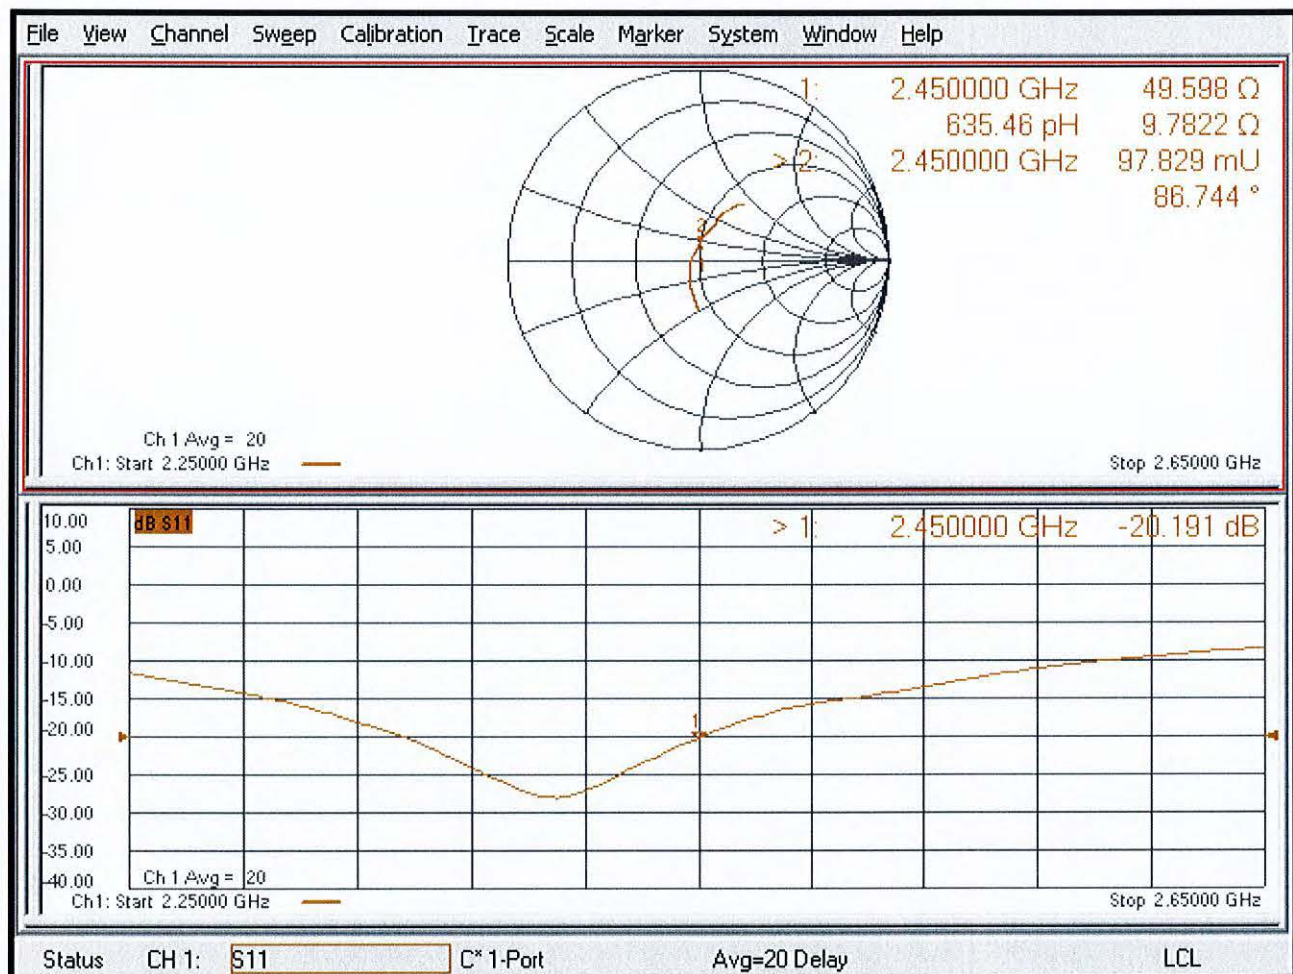 File View Channel Sweep Calibration Trace Scale Marker System Window Help
1: 2.450000 GHz 49.598 Ω
635.46 pH 9.7822 Ω
> 2: 2.450000 GHz 97.829 mU
86.744 °
2
1
Ch 1 Avg = 20
Ch1: Start 2.25000 GHz Stop 2.65000 GHz
10.00 dB S11 > 1: 2.450000 GHz -20.191 dB
5.00
0.00
-5.00
-10.00
-15.00
-20.00 1
-25.00
-30.00
-35.00
-40.00 Ch 1 Avg = 20
Ch1: Start 2.25000 GHz Stop 2.65000 GHz
Status CH 1: S11 C* 1-Port Avg=20 Delay LCL